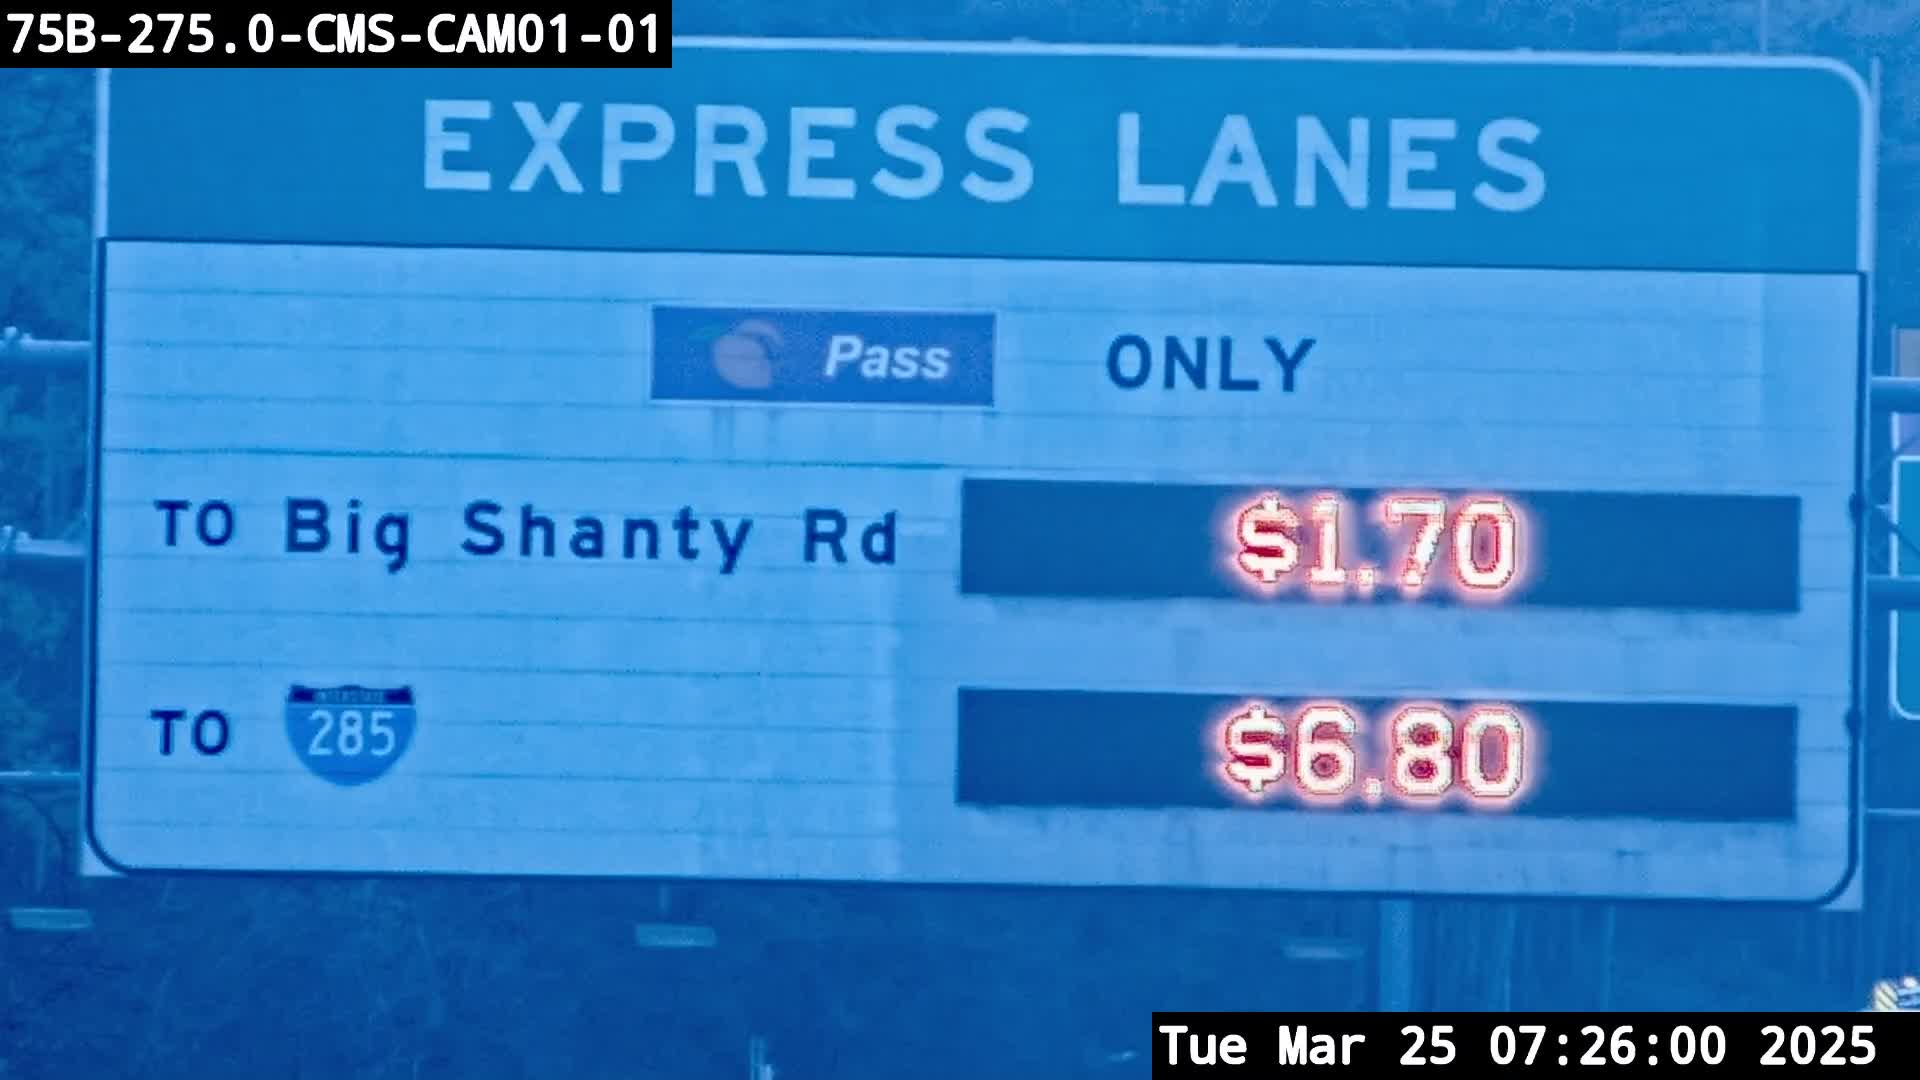 75B-275.0-CMS-CAM01-01
EXPRESS LANES
Pass ONLY
TO Big Shanty Rd $1.70
INTERSTATE
TO 285 $6.80
Tue Mar 25 07:26:00 2025